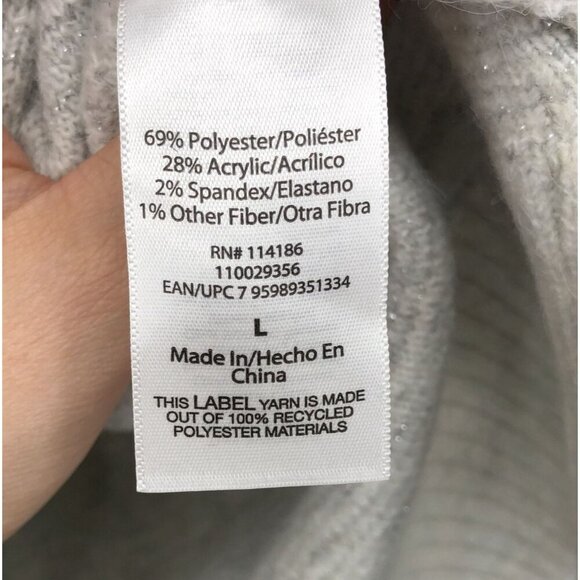 69% Polyester/Poliéster
28% Acrylic/Acrílico
2% Spandex/Elastano
1% Other Fiber/Otra Fibra
RN# 114186
110029356
EAN/UPC 7 95989351334
L
Made In/Hecho En
China
THIS LABEL YARN IS MADE
OUT OF 100% RECYCLED
POLYESTER MATERIALS